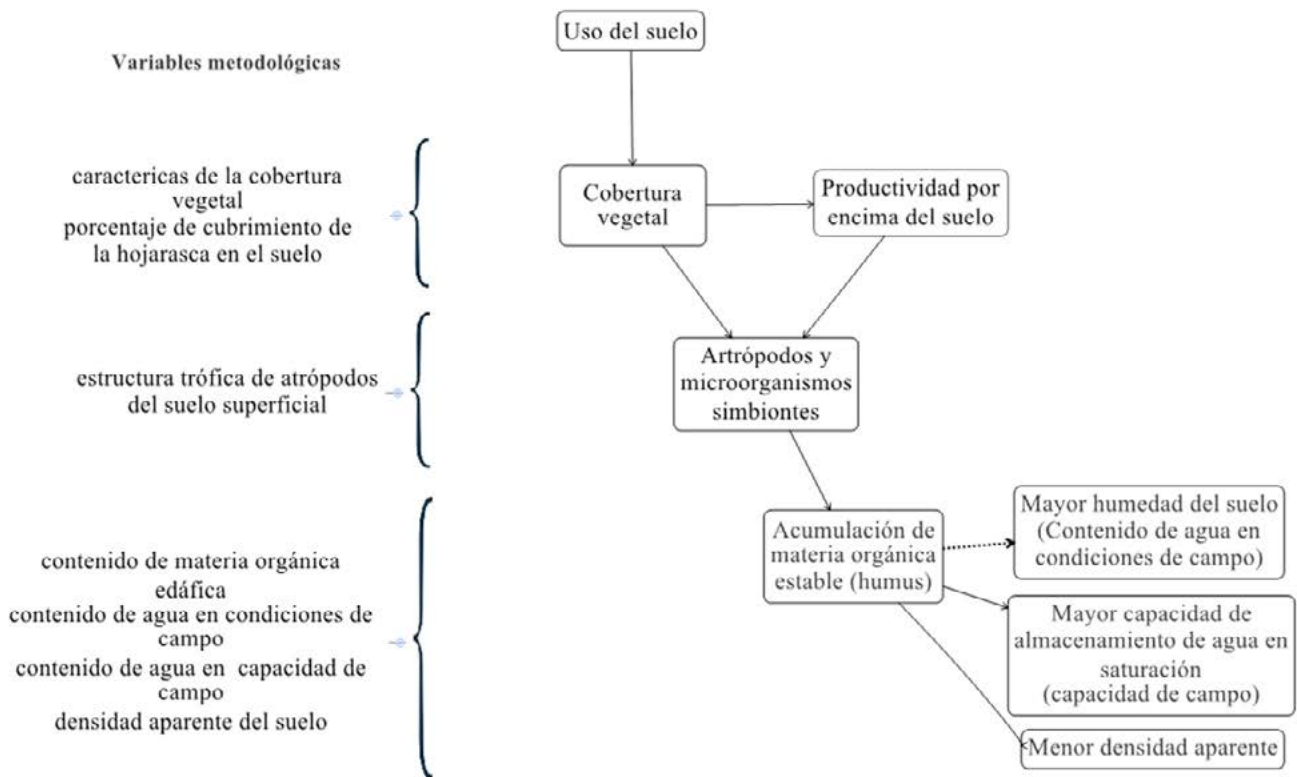 Variables metodológicas
caractericas de la cobertura
vegetal
porcentaje de cubrimiento de
la hojarasca en el suelo
estructura trófica de atrópodos
del suelo superficial
contenido de materia orgánica
edáfica
contenido de agua en condiciones de
campo
contenido de agua en capacidad de
campo
densidad aparente del suelo
Uso del suelo
Cobertura
vegetal
Productividad por
encima del suelo
Artrópodos y
microorganismos
simbiontes
Acumulación de
materia orgánica
estable (humus)
Mayor humedad del suelo
(Contenido de agua en
condiciones de campo)
Mayor capacidad de
almacenamiento de agua en
saturación
(capacidad de campo)
Menor densidad aparente